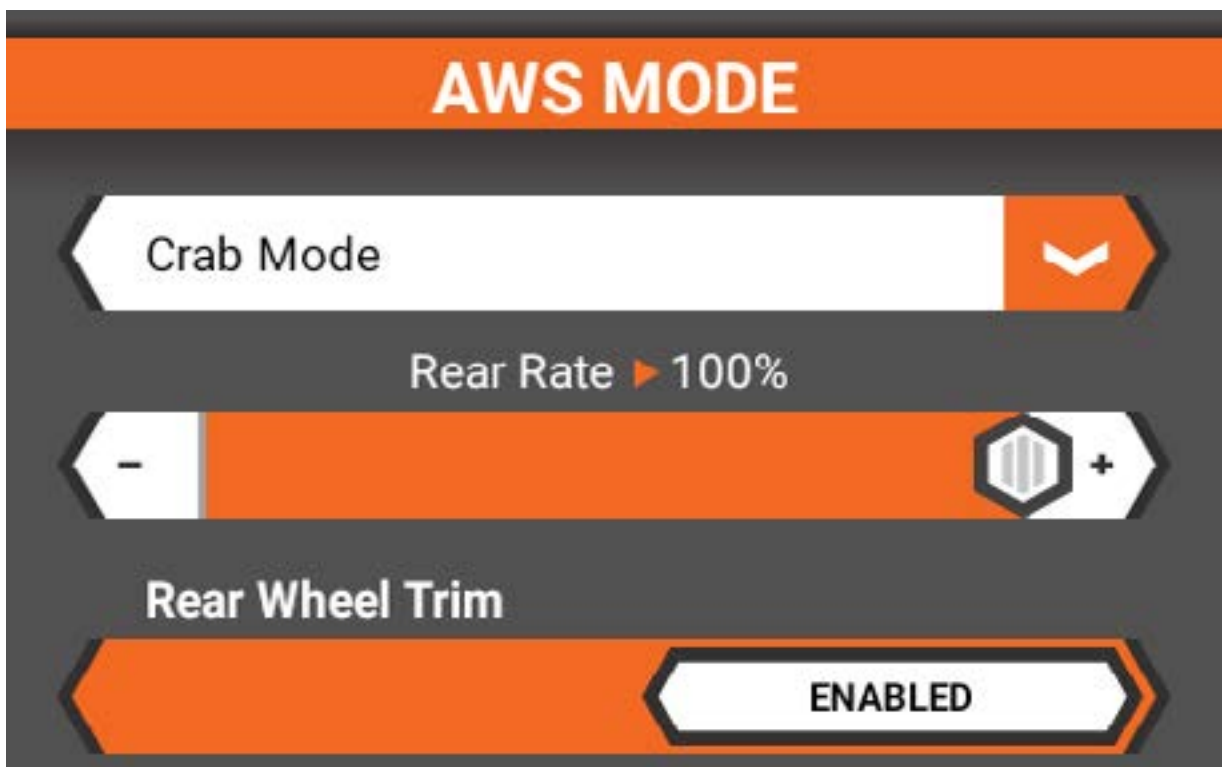 AWS MODE
Crab Mode
Rear Rate ▶ 100%
-
+
Rear Wheel Trim
ENABLED